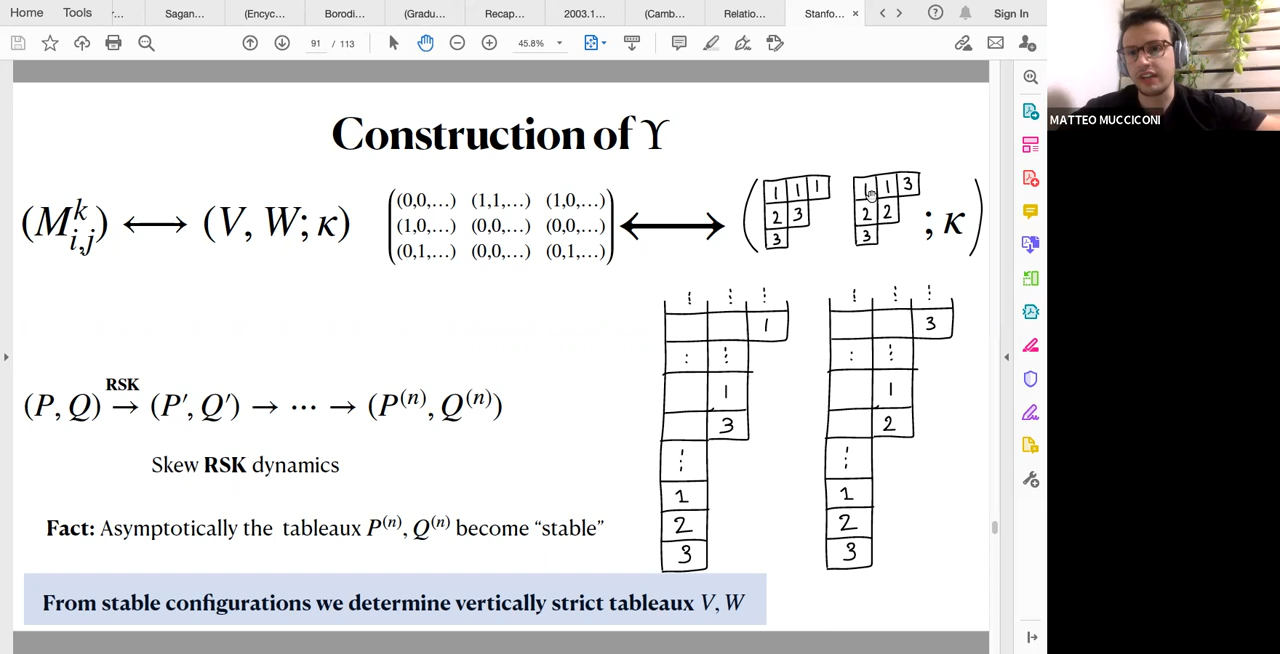 Home Tools Sagan... (Encyc... Borodi... (Gradu... Recap... 2003.1... (Camb... Relatio... Stanfo... × ? Sign In
91 / 113 45.8%
MATTEO MUCCICONI
Construction of ϒ
(M_{i,j}^k) ⟷ (V, W; κ)
(0,0,…) (1,1,…) (1,0,…)
(1,0,…) (0,0,…) (0,0,…)
(0,1,…) (0,0,…) (0,1,…)
⟷
1 1 1
2 3
3
1 1 3
2 2
3
; κ
⋮ ⋮ ⋮
1
: ⋮
1
3
⋮
1
2
3
⋮ ⋮ ⋮
3
: ⋮
1
2
⋮
1
2
3
RSK
(P, Q) → (P′, Q′) → ⋯ → (P^{(n)}, Q^{(n)})
Skew RSK dynamics
Fact: Asymptotically the tableaux P^{(n)}, Q^{(n)} become “stable”
From stable configurations we determine vertically strict tableaux V, W